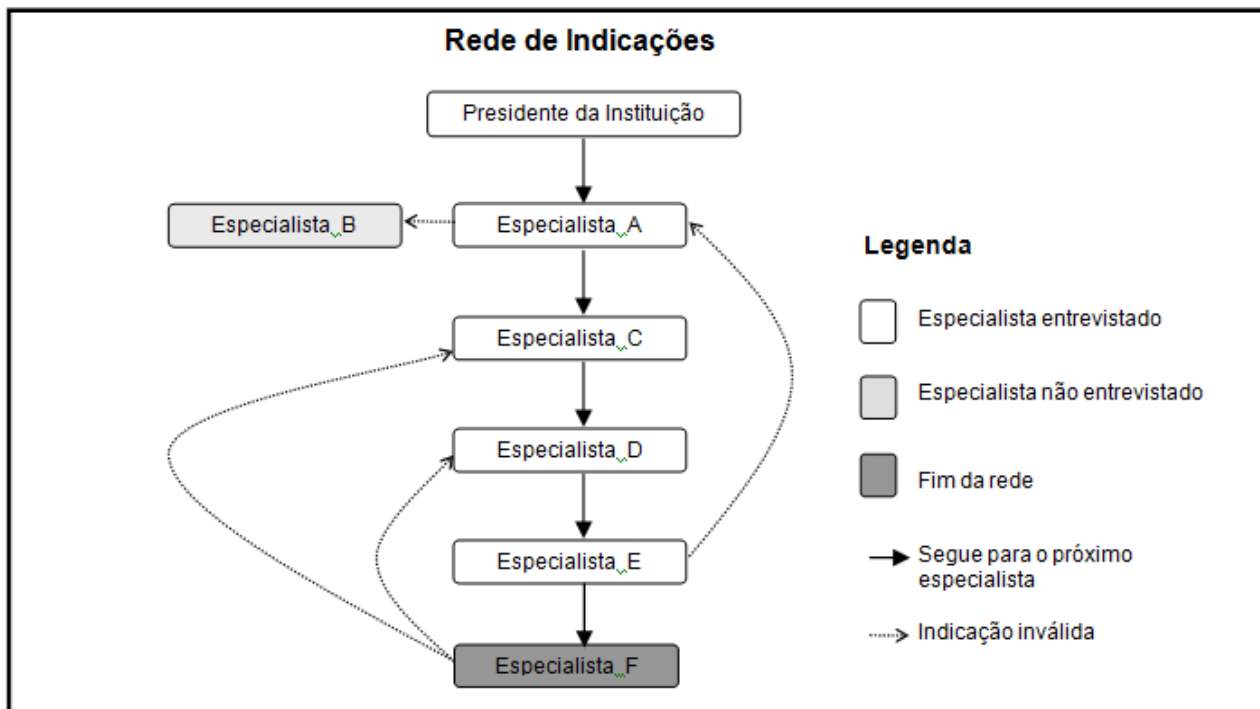 Rede de Indicações
Presidente da Instituição
Especialista B
Especialista A
Especialista C
Especialista D
Especialista E
Especialista F
Legenda
Especialista entrevistado
Especialista não entrevistado
Fim da rede
Segue para o próximo
especialista
Indicação inválida